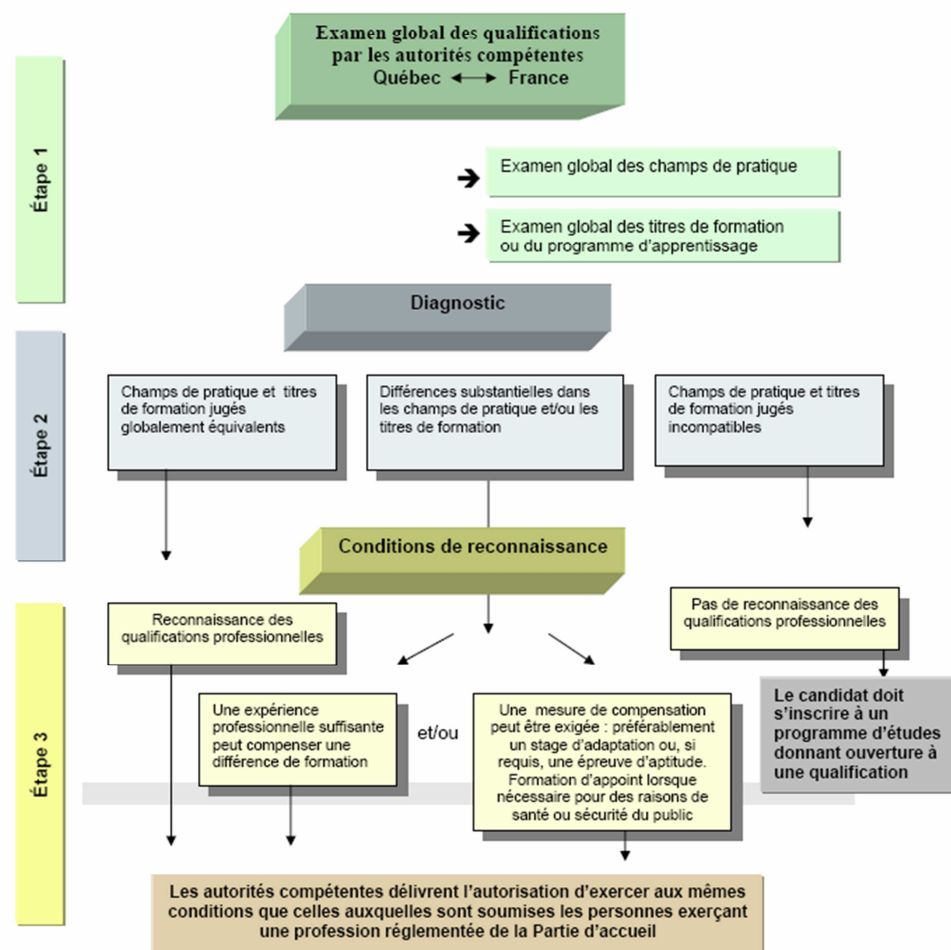 Examen global des qualifications
par les autorités compétentes
Québec ↔ France
Étape 1
Examen global des champs de pratique
Examen global des titres de formation
ou du programme d'apprentissage
Diagnostic
Étape 2
Champs de pratique et titres
de formation jugés
globalement équivalents
Différences substantielles dans
les champs de pratique et/ou les
titres de formation
Champs de pratique et titres
de formation jugés
incompatibles
Conditions de reconnaissance
Étape 3
Reconnaissance des
qualifications professionnelles
Pas de reconnaissance des
qualifications professionnelles
Une expérience
professionnelle suffisante
peut compenser une
différence de formation
et/ou
Une mesure de compensation
peut être exigée : préférablement
un stage d'adaptation ou, si
requis, une épreuve d'aptitude.
Formation d'appoint lorsque
nécessaire pour des raisons de
santé ou sécurité du public
Le candidat doit
s'inscrire à un
programme d'études
donnant ouverture à
une qualification
Les autorités compétentes délivrent l'autorisation d'exercer aux mêmes
conditions que celles auxquelles sont soumises les personnes exerçant
une profession réglementée de la Partie d'accueil